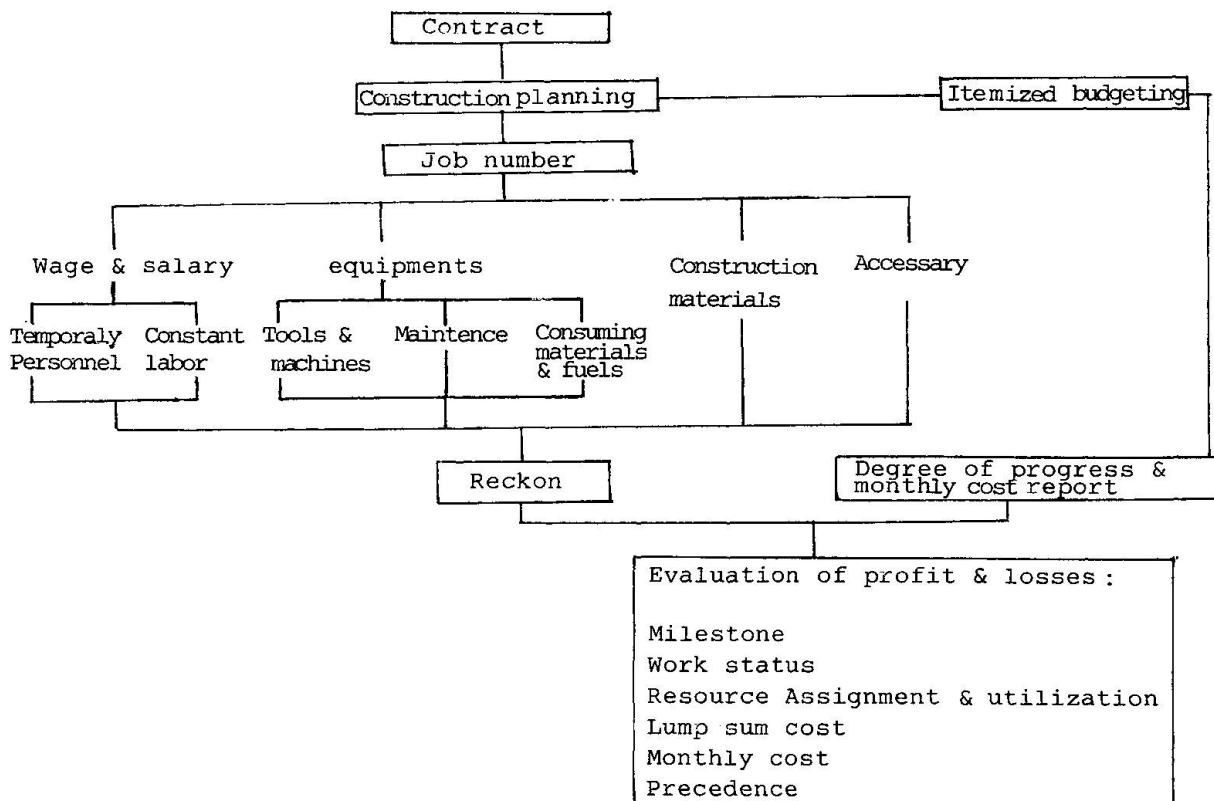 Contract
Construction planning
Itemized budgeting
Job number
Wage & salary
equipments
Construction
materials
Accessary
Temporaly
Personnel
Constant
labor
Tools &
machines
Maintence
Consuming
materials
& fuels
Reckon
Degree of progress &
monthly cost report
Evaluation of profit & losses :
Milestone
Work status
Resource Assignment & utilization
Lump sum cost
Monthly cost
Precedence